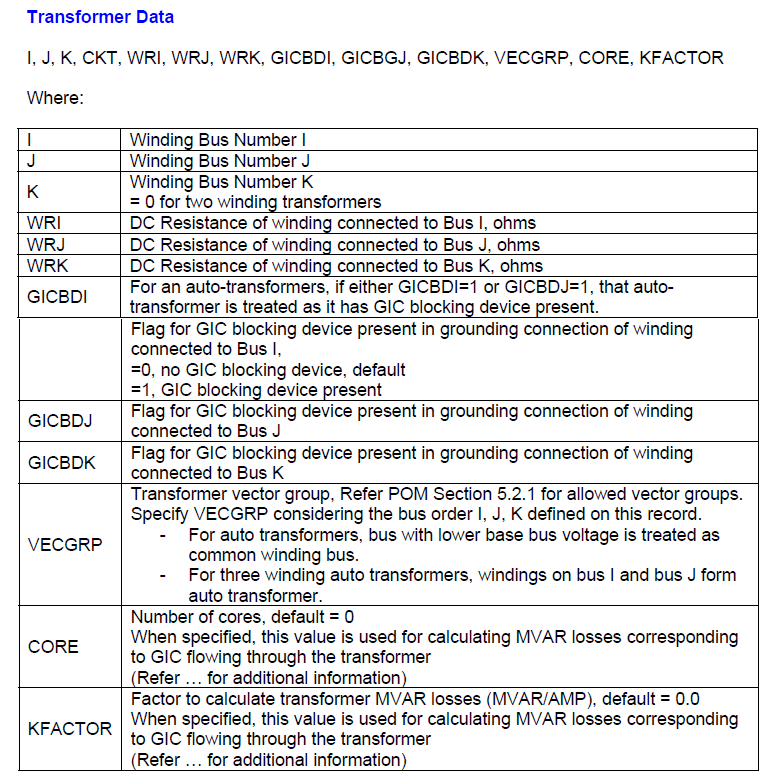 Transformer Data
I, J, K, CKT, WRI, WRJ, WRK, GICBDI, GICBGJ, GICBDK, VECGRP, CORE, KFACTOR
Where:
I Winding Bus Number I
J Winding Bus Number J
K Winding Bus Number K
= 0 for two winding transformers
WRI DC Resistance of winding connected to Bus I, ohms
WRJ DC Resistance of winding connected to Bus J, ohms
WRK DC Resistance of winding connected to Bus K, ohms
GICBDI For an auto-transformers, if either GICBDI=1 or GICBDJ=1, that auto-
transformer is treated as it has GIC blocking device present.
Flag for GIC blocking device present in grounding connection of winding
connected to Bus I,
=0, no GIC blocking device, default
=1, GIC blocking device present
GICBDJ Flag for GIC blocking device present in grounding connection of winding
connected to Bus J
GICBDK Flag for GIC blocking device present in grounding connection of winding
connected to Bus K
VECGRP Transformer vector group, Refer POM Section 5.2.1 for allowed vector groups.
Specify VECGRP considering the bus order I, J, K defined on this record.
- For auto transformers, bus with lower base bus voltage is treated as
common winding bus.
- For three winding auto transformers, windings on bus I and bus J form
auto transformer.
CORE Number of cores, default = 0
When specified, this value is used for calculating MVAR losses corresponding
to GIC flowing through the transformer
(Refer … for additional information)
KFACTOR Factor to calculate transformer MVAR losses (MVAR/AMP), default = 0.0
When specified, this value is used for calculating MVAR losses corresponding
to GIC flowing through the transformer
(Refer … for additional information)